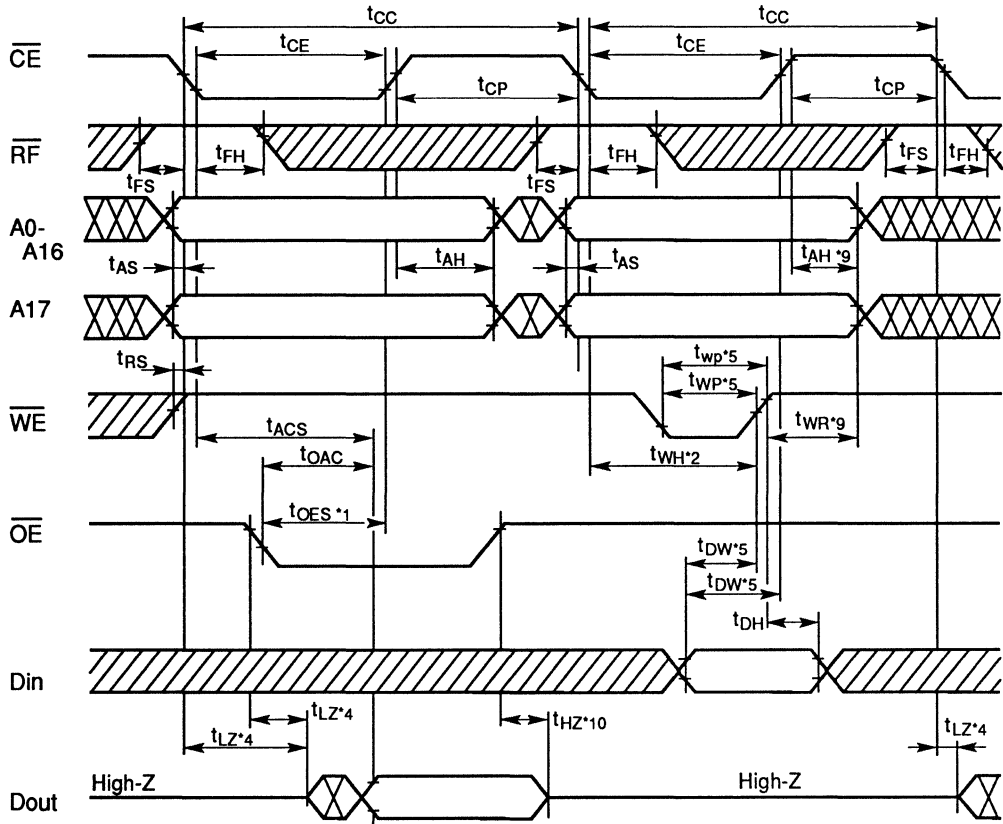 tCC tCC
CE tCE tCE
tCP tCP
RF tFH tFH tFS tFH
tFS tFS
A0-
A16
tAS tAH tAS tAH *9
A17
tRS twp*5
tWP*5
WE tWR*9
tACS
tOAC tWH*2
OE tOES *1
tDW*5
tDW*5
tDH
Din
tLZ*4 tHZ*10
tLZ*4 tLZ*4
High-Z High-Z
Dout